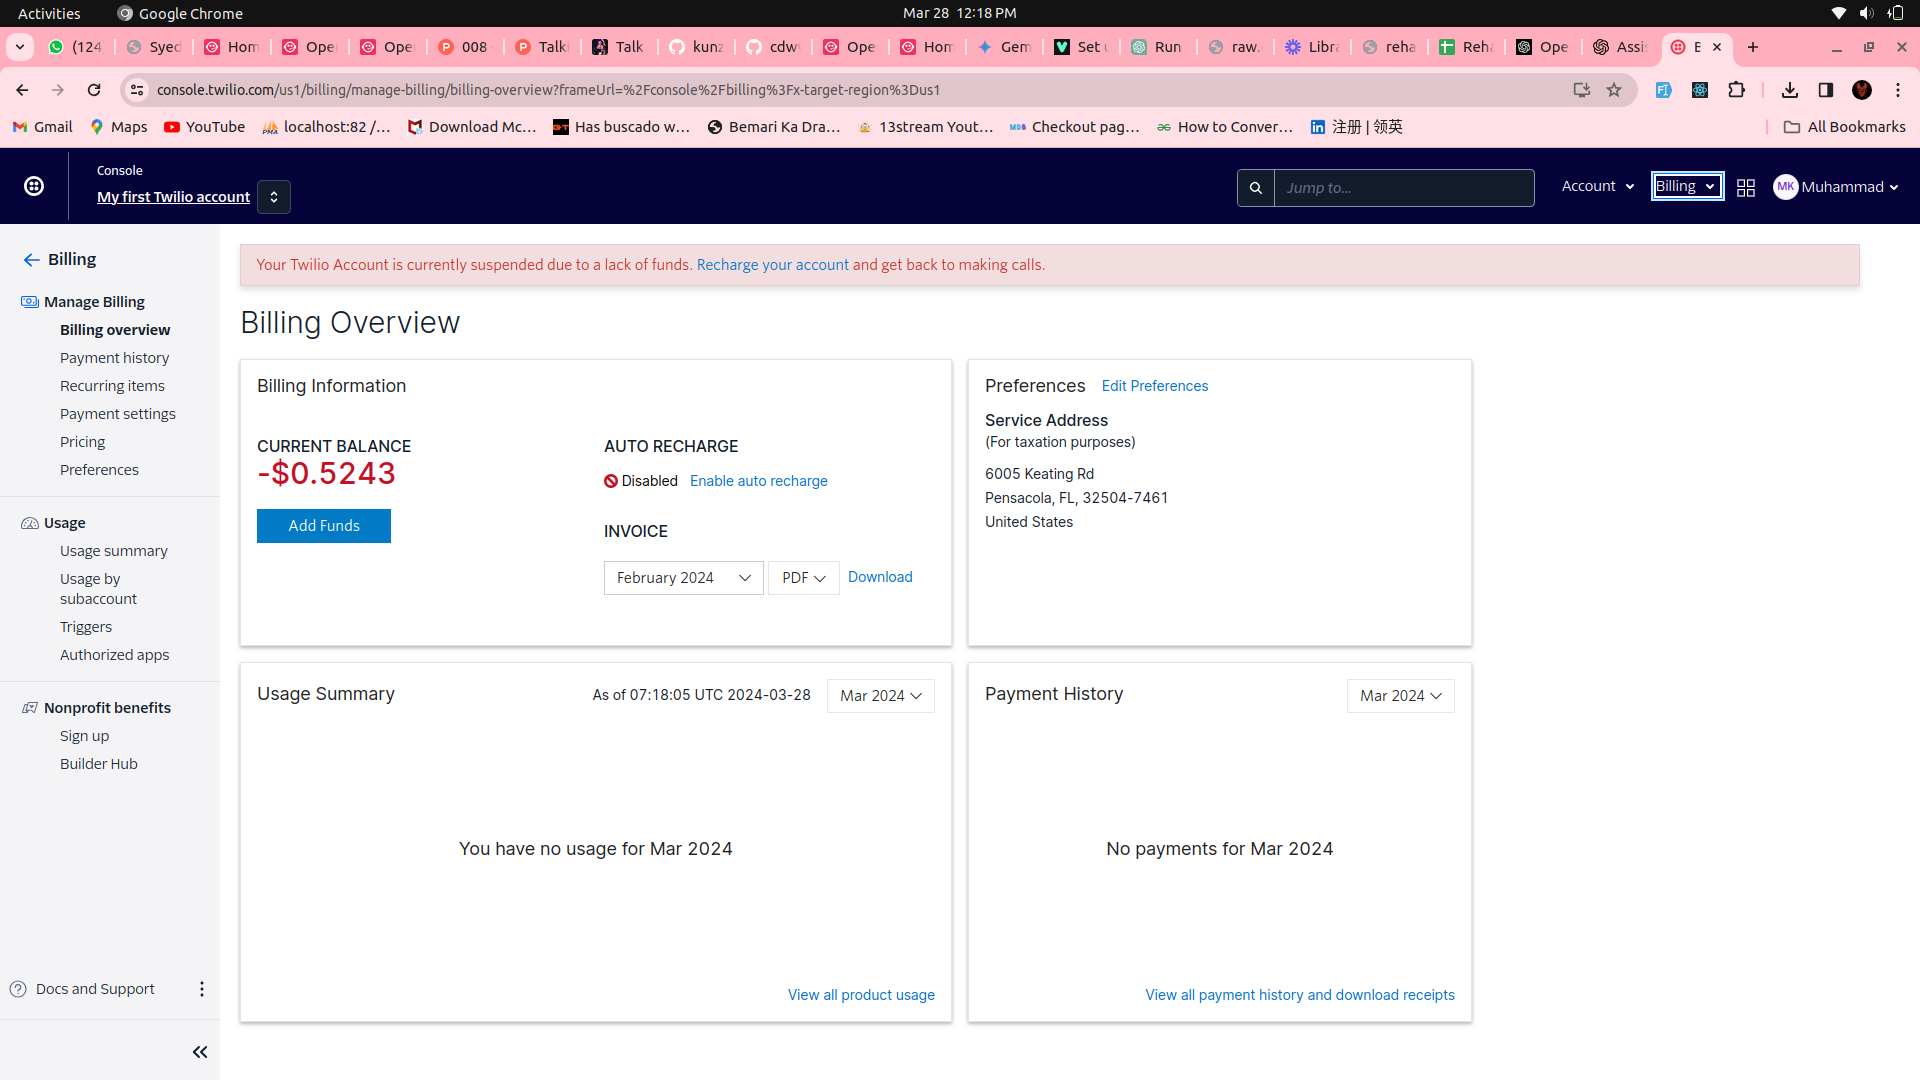 Activities
Google Chrome
Mar 28 12:18 PM
(124
Syed
Hom
Ope
Ope
008
Talki
Talk
kunz
cdwv
Ope
Hom
Gem
Set u
Run
raw.
Libra
reha
Reha
Ope
Assis
console.twilio.com/us1/billing/manage-billing/billing-overview?frameUrl=%2Fconsole%2Fbilling%3Fx-target-region%3Dus1
Gmail
Maps
YouTube
localhost:82 /...
Download Mc...
Has buscado w...
Bemari Ka Dra...
13stream Yout...
Checkout pag...
How to Conver...
注册 | 领英
All Bookmarks
Console
My first Twilio account
Jump to...
Account
Billing
MK
Muhammad
Billing
Manage Billing
Billing overview
Payment history
Recurring items
Payment settings
Pricing
Preferences
Usage
Usage summary
Usage by
subaccount
Triggers
Authorized apps
Nonprofit benefits
Sign up
Builder Hub
Docs and Support
Your Twilio Account is currently suspended due to a lack of funds. Recharge your account and get back to making calls.
Billing Overview
Billing Information
CURRENT BALANCE
-$0.5243
Add Funds
AUTO RECHARGE
Disabled Enable auto recharge
INVOICE
February 2024
PDF
Download
Preferences Edit Preferences
Service Address
(For taxation purposes)
6005 Keating Rd
Pensacola, FL, 32504-7461
United States
Usage Summary
As of 07:18:05 UTC 2024-03-28
Mar 2024
You have no usage for Mar 2024
View all product usage
Payment History
Mar 2024
No payments for Mar 2024
View all payment history and download receipts